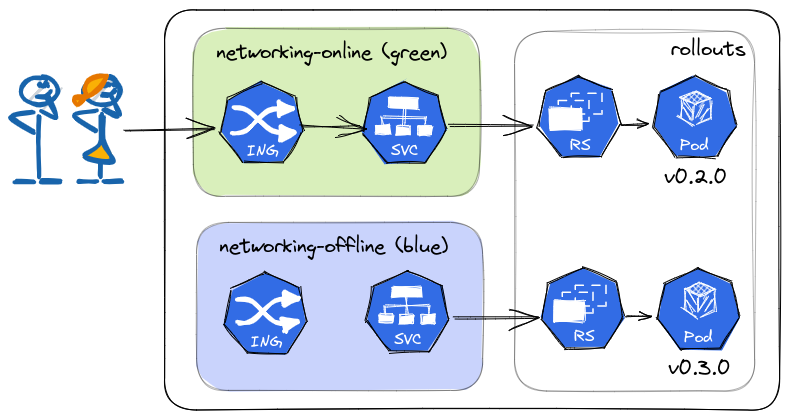 networking-online (green)
rollouts
ING
SVC
RS
Pod
v0.2.0
networking-offline (blue)
ING
SVC
RS
Pod
v0.3.0